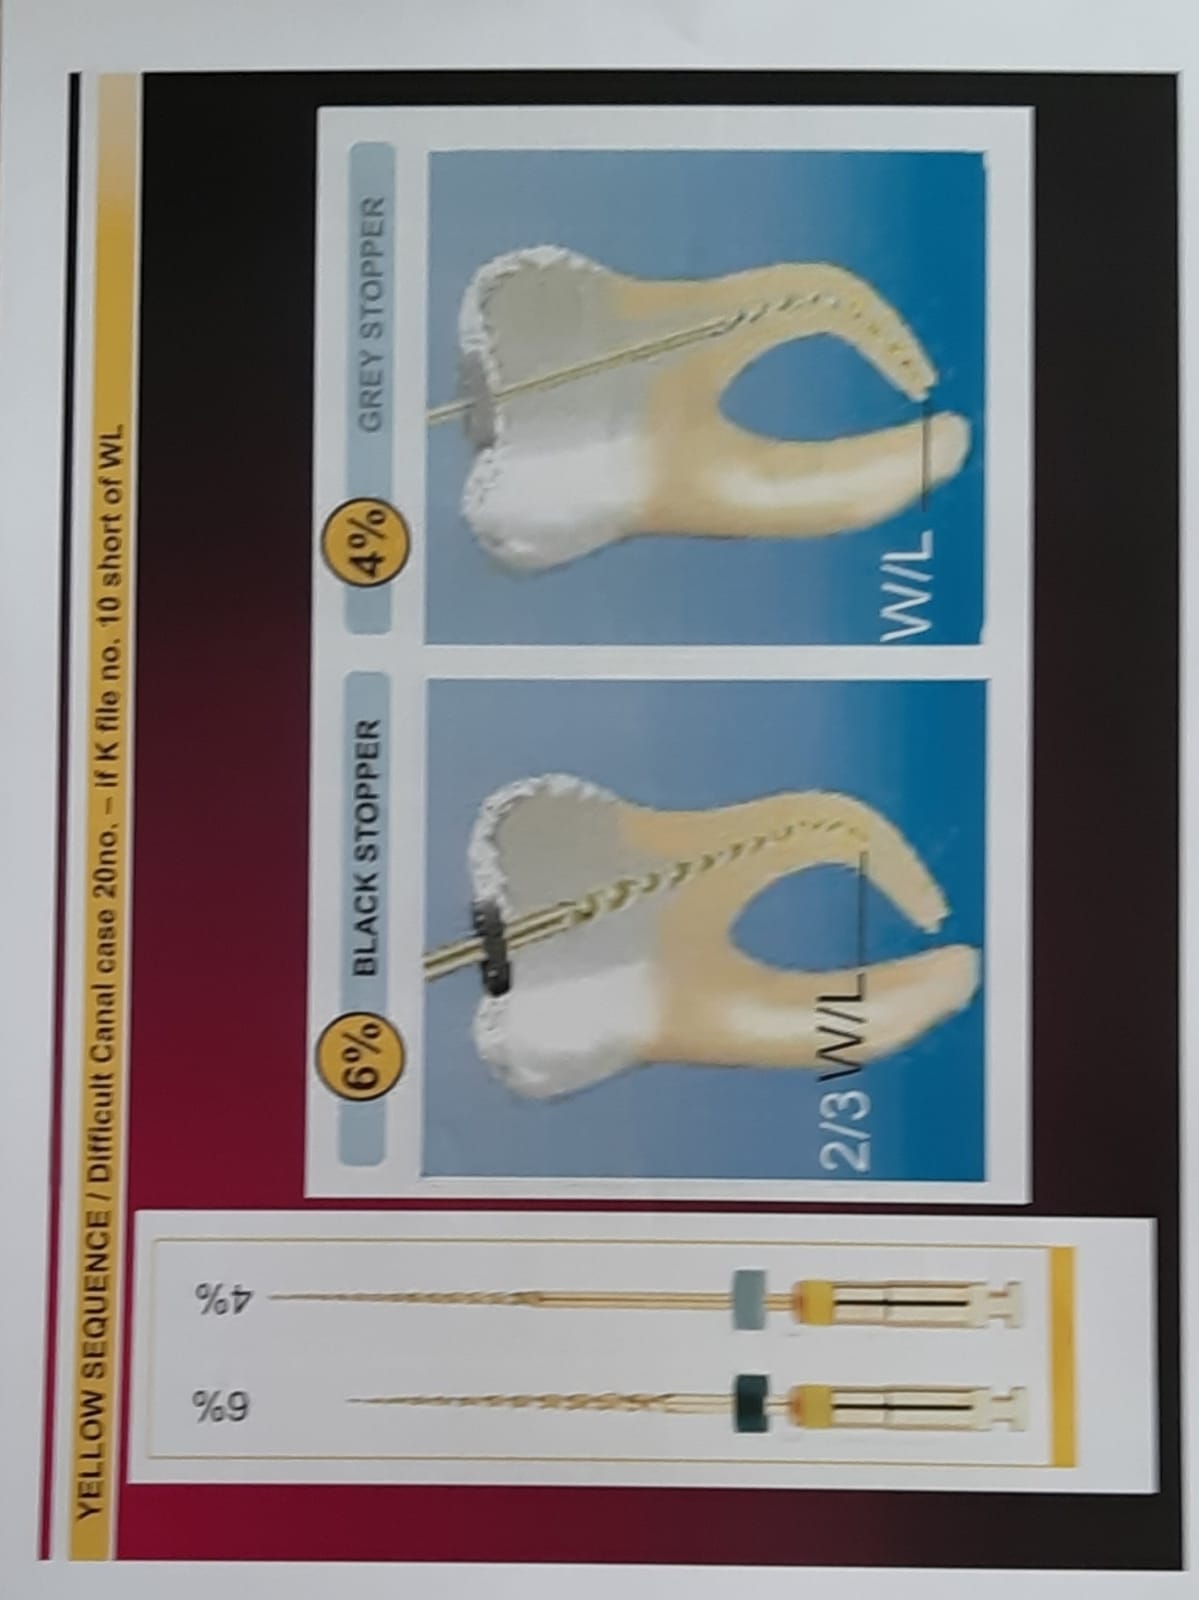 YELLOW SEQUENCE / Difficult Canal case 20no. – if K file no. 10 short of WL
6%
4%
6% BLACK STOPPER
4% GREY STOPPER
2/3 W/L
W/L